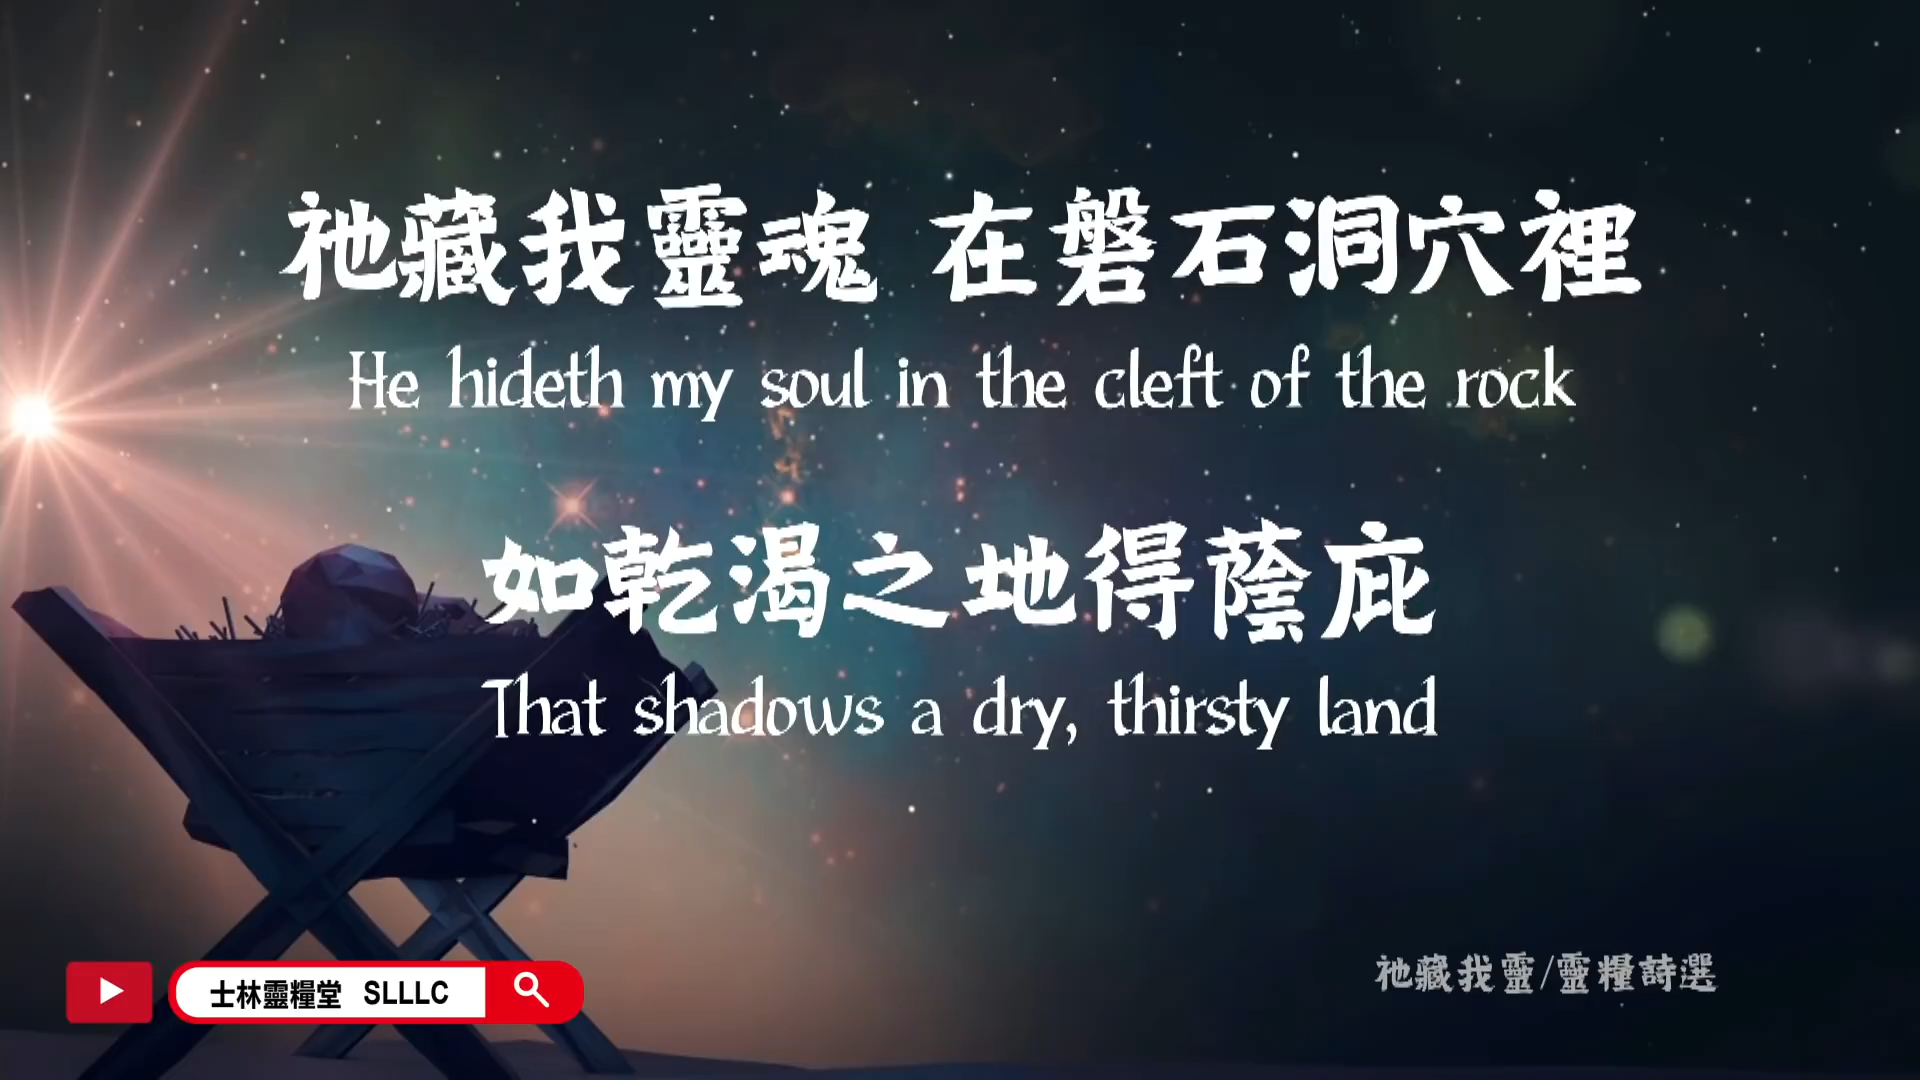 祂藏我靈魂 在磐石洞穴裡
He hideth my soul in the cleft of the rock
如乾渴之地得蔭庇
That shadows a dry, thirsty land
祂藏我靈/靈糧詩選
士林靈糧堂 SLLLC